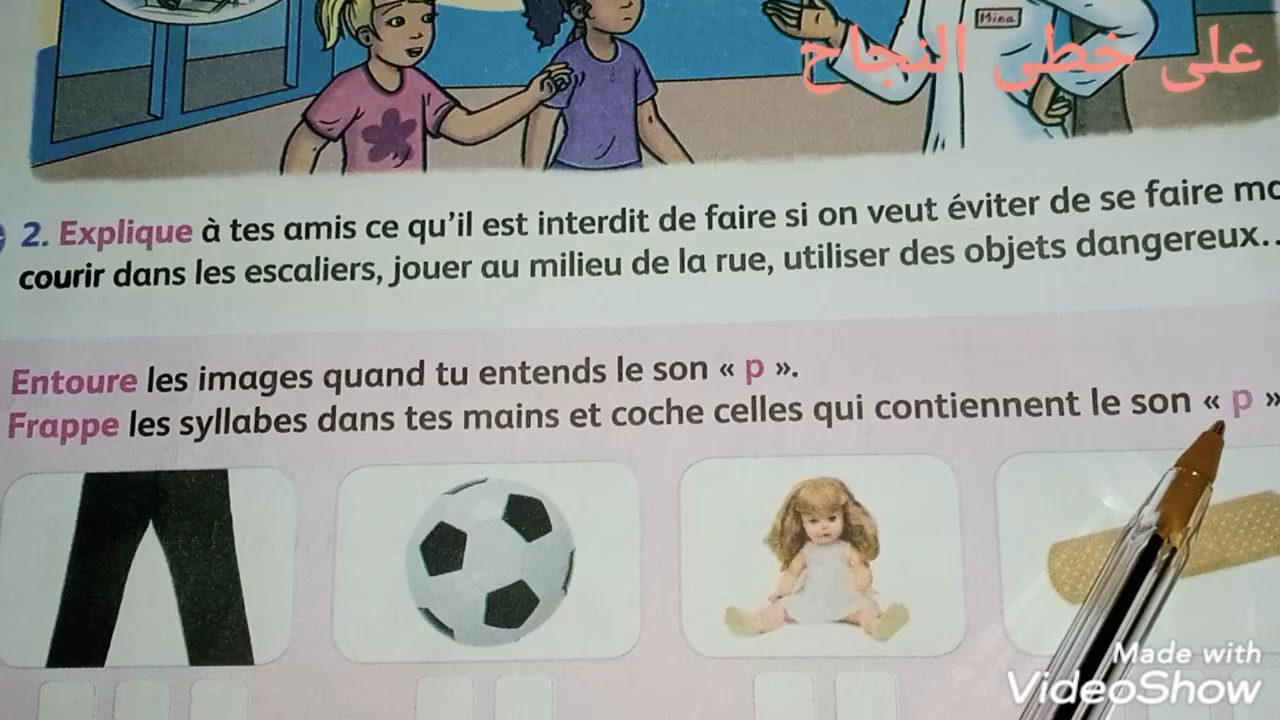 Mina
على خطى النجاح
2. Explique à tes amis ce qu'il est interdit de faire si on veut éviter de se faire
courir dans les escaliers, jouer au milieu de la rue, utiliser des objets dangereux..
Entoure les images quand tu entends le son « p ».
Frappe les syllabes dans tes mains et coche celles qui contiennent le son « p »
Made with
VideoShow